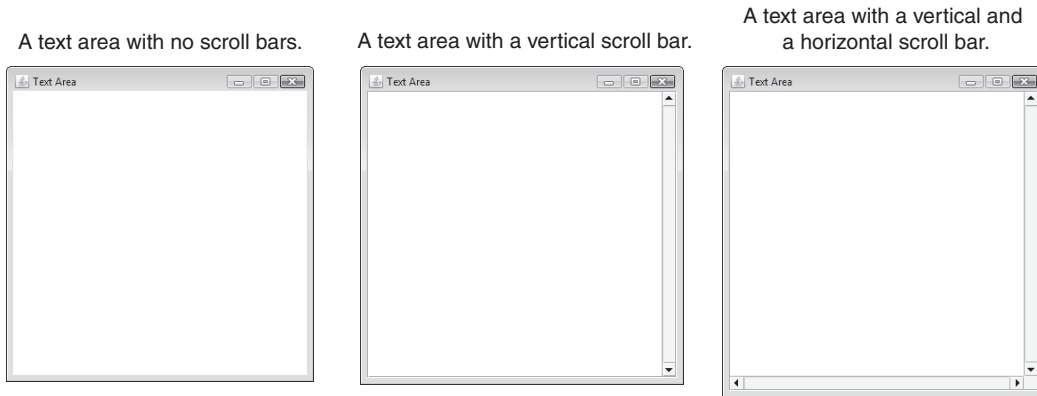 A text area with no scroll bars.
Text Area
A text area with a vertical scroll bar.
Text Area
A text area with a vertical and
a horizontal scroll bar.
Text Area